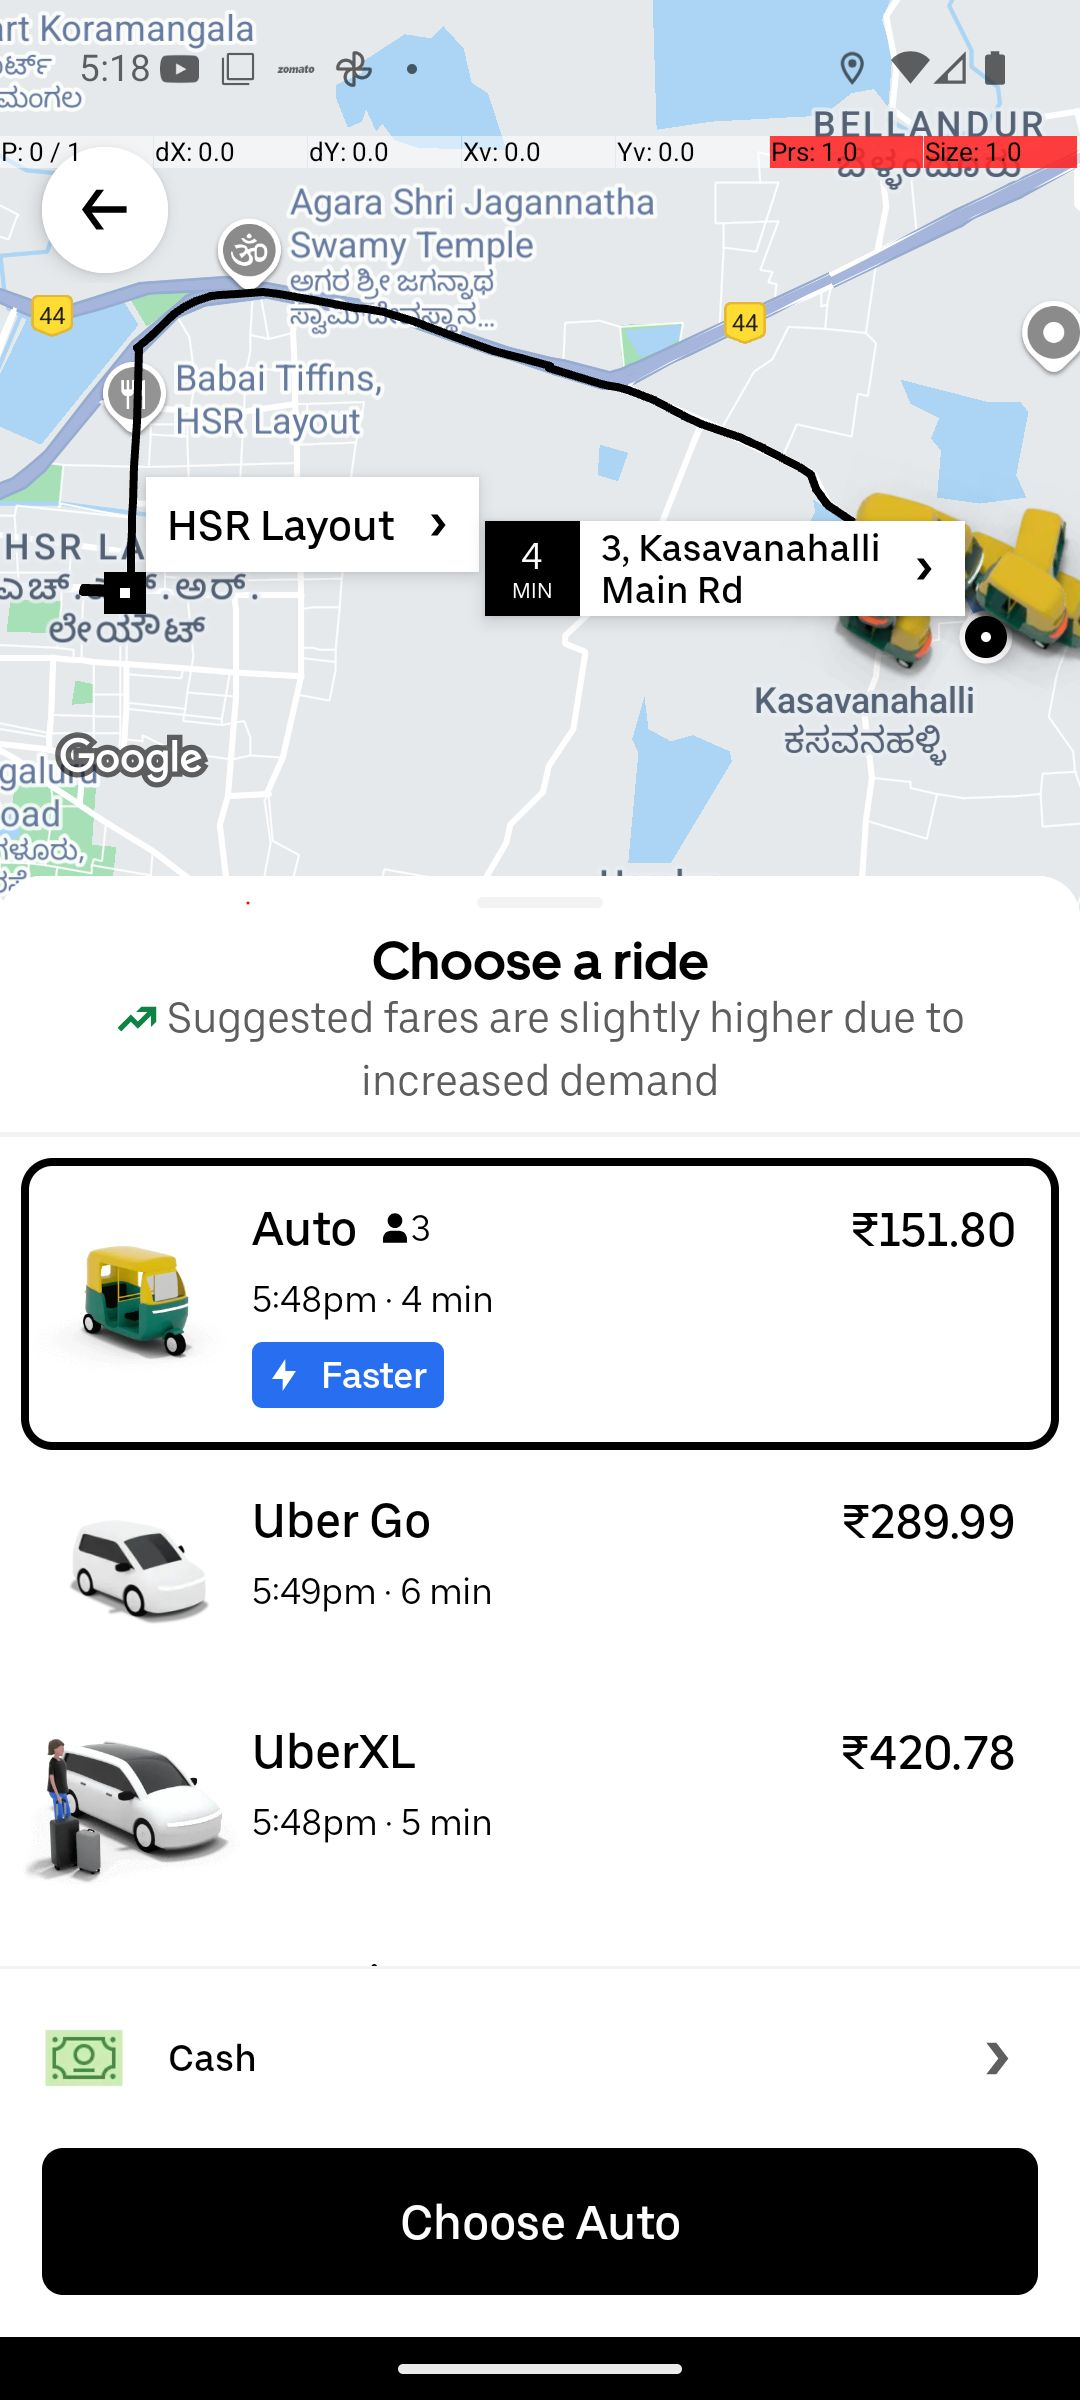 art Koramangala
5:18
zomato
ಮಂಗಲ
BELLANDUR
P: 0 / 1 dX: 0.0 dY: 0.0 Xv: 0.0 Yv: 0.0 Prs: 1.0 Size: 1.0
Agara Shri Jagannatha
Swamy Temple
ಅಗರ ಶ್ರೀ ಜಗನ್ನಾಥ
ಸ್ವಾಮಿ ದೇವಸ್ಥಾನ...
44
44
Babai Tiffins,
HSR Layout
HSR Layout
4
MIN
3, Kasavanahalli
Main Rd
HSR LA
ಲೇಯೌಟ್
Kasavanahalli
ಕಸವನಹಳ್ಳಿ
Google
galuru
oad
ಗಳೂರು,
Choose a ride
Suggested fares are slightly higher due to
increased demand
Auto 3 ₹151.80
5:48pm · 4 min
Faster
Uber Go ₹289.99
5:49pm · 6 min
UberXL ₹420.78
5:48pm · 5 min
Cash
Choose Auto